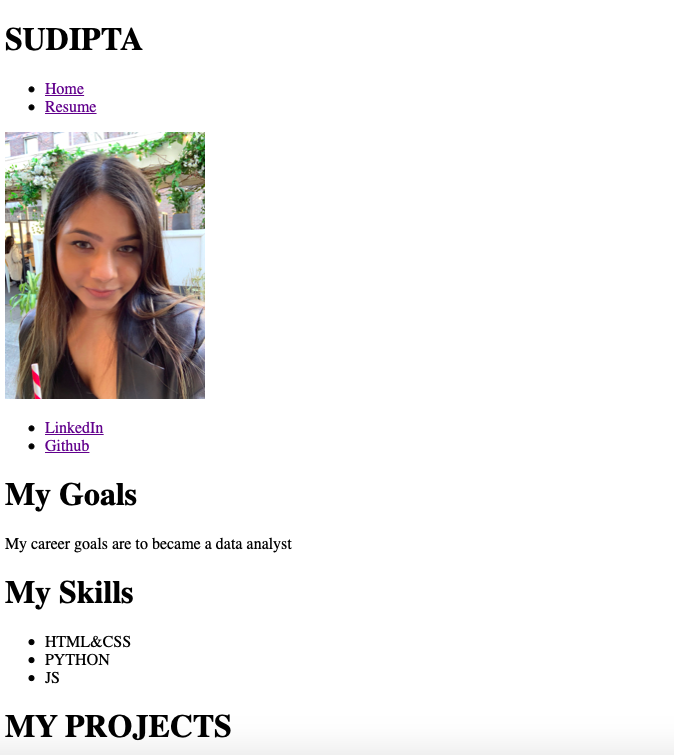 SUDIPTA
Home
Resume
LinkedIn
Github
My Goals
My career goals are to became a data analyst
My Skills
HTML&CSS
PYTHON
JS
MY PROJECTS